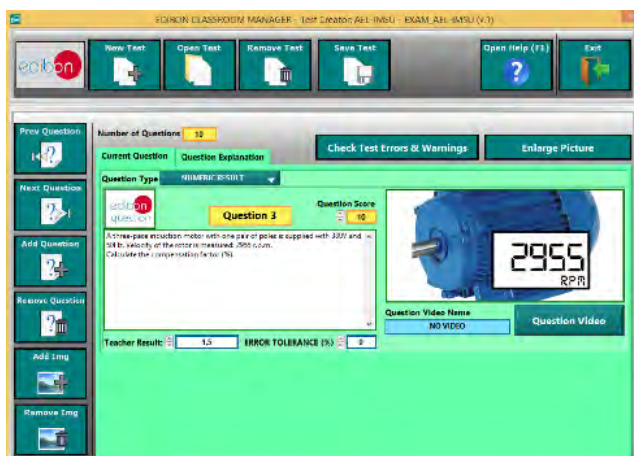 EDIBON CLASSROOM MANAGER - Test Creator: AEL-IMSU - EXAM_AEL-IMSU (v.1)
edibon
New Test
Open Test
Remove Test
Save Test
Open Help (F1)
Exit
Prev Question
Next Question
Add Question
Remove Question
Add Img
Remove Img
Number of Questions 10
Check Test Errors & Warnings
Enlarge Picture
Current Question
Question Explanation
Question Type NUMERIC RESULT
edibon
question
Question 3
Question Score
10
A three-pase induction motor with one pair of poles is supplied with and
Velocity of the rotor is measured: r.p.m.
Calculate the compensation factor (%).
Teacher Result: 1,5 ERROR TOLERANCE (%) 0
2955
RPM
Question Video Name
NO VIDEO
Question Video